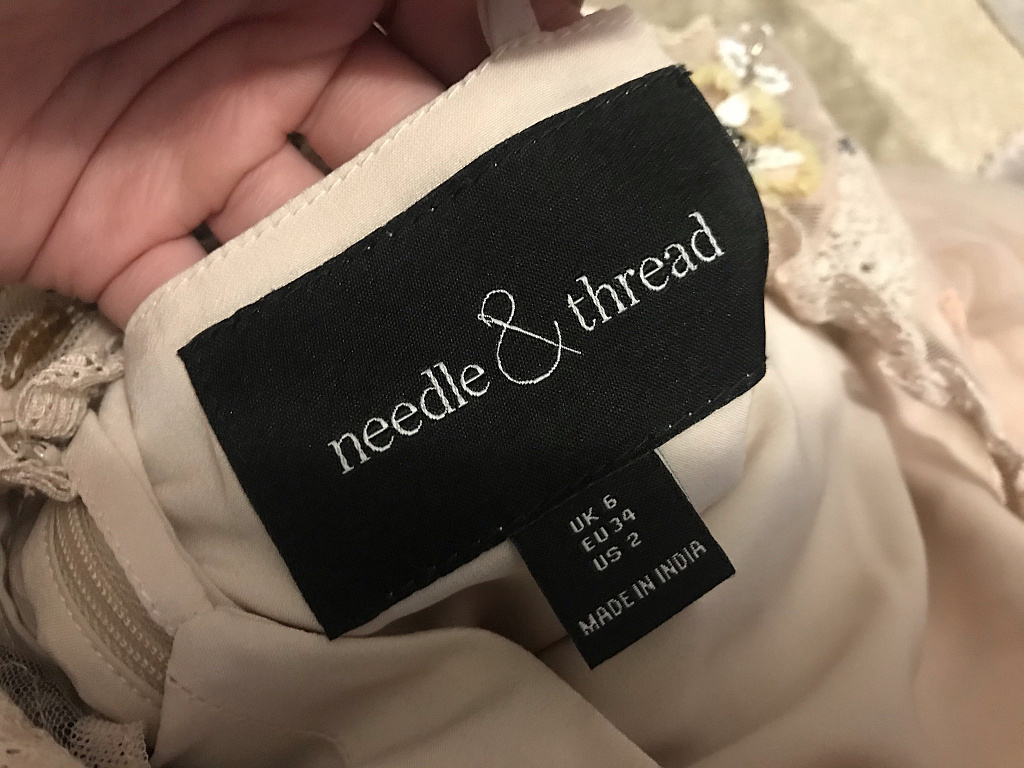 needle & thread
UK 6
EU 34
US 2
MADE IN INDIA